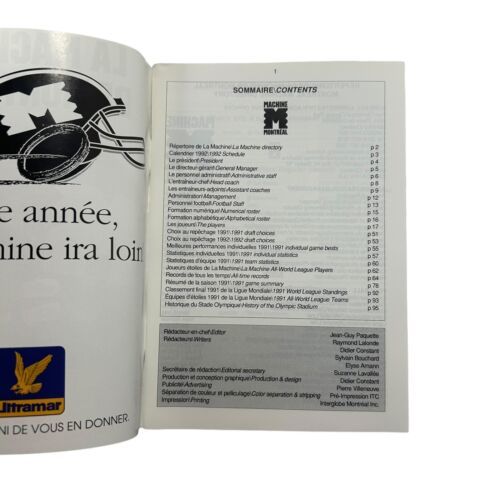 e année,
hine ira loin
Ultramar
NI DE VOUS EN DONNER.
1
SOMMAIRE\CONTENTS
MACHINE
M
MONTRÉAL
Répertoire de La Machine\La Machine directory p 2
Calendrier 1992\1992 Schedule p 3
Le président\President p 4
Le directeur-gérant\General Manager p 5
Le personnel administratif\Administrative staff p 6
L'entraîneur-chef\Head coach p 8
Les entraîneurs-adjoints\Assistant coaches p 9
Administration\Management p 12
Personnel football\Football Staff p 13
Formation numérique\Numerical roster p 15
Formation alphabétique\Alphabetical roster p 16
Les joueurs\The players p 17
Choix au repêchage 1991\1991 draft choices p 51
Choix au repêchage 1992\1992 draft choices p 53
Meilleures performances individuelles 1991\1991 individual game bests p 55
Statistiques individuelles 1991\1991 individual statistics p 57
Statistiques d'équipe 1991\1991 team statistics p 60
Joueurs étoiles de La Machine\La Machine All-World League Players p 62
Records de tous les temps\All-time records p 64
Résumé de la saison 1991\1991 game summary p 78
Classement final 1991 de la Ligue Mondiale\1991 World League Standings p 92
Équipes d'étoiles 1991 de la Ligue Mondiale\1991 All-World League Teams p 93
Historique du Stade Olympique\History of the Olympic Stadium p 95
Rédacteur-en-chef\Editor Jean-Guy Paquette
Rédacteurs\Writers Raymond Lalonde
Didier Constant
Sylvain Bouchard
Elyse Amann
Secrétaire de rédaction\Editorial secretary Suzanne Lavallée
Production et conception graphique\Production & design Didier Constant
Publicité\Advertising Pierre Villeneuve
Séparation de couleur et pelliculage\Color separation & stripping Pré-Impression ITC
Impression\Printing Interglobe Montréal Inc.